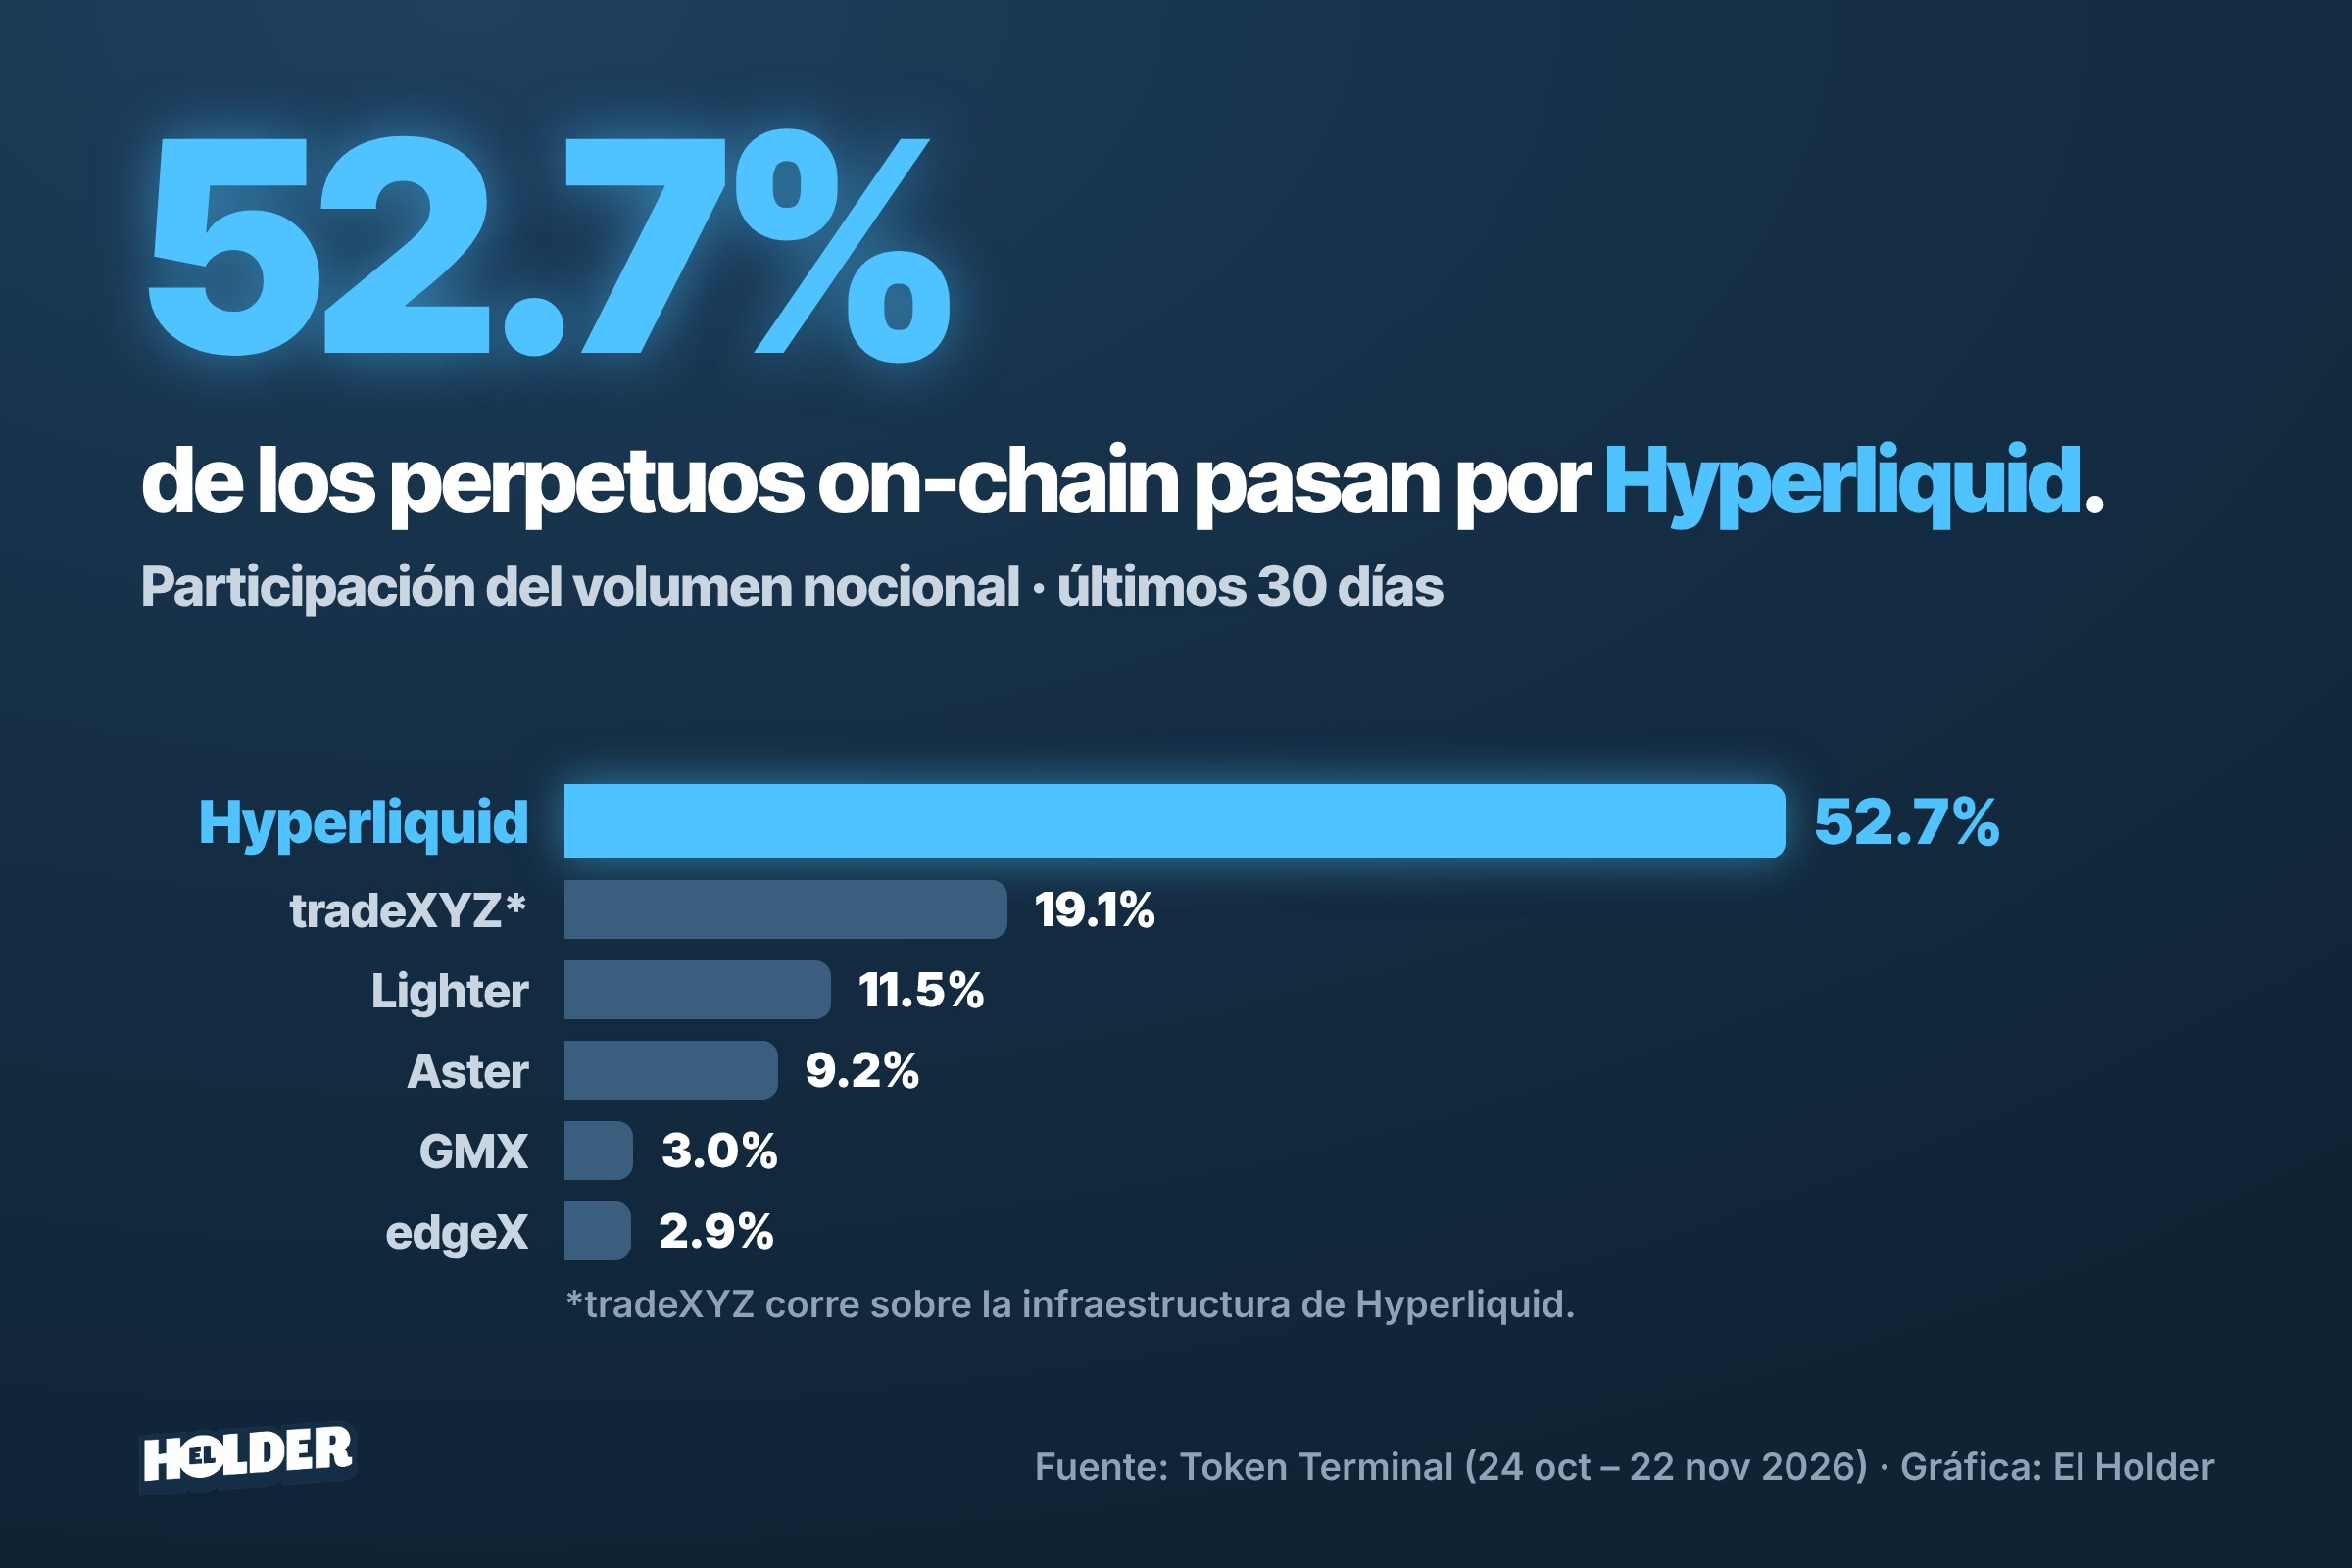 52.7%
de los perpetuos on-chain pasan por Hyperliquid.
Participación del volumen nocional · últimos 30 días
Hyperliquid 52.7%
tradeXYZ* 19.1%
Lighter 11.5%
Aster 9.2%
GMX 3.0%
edgeX 2.9%
*tradeXYZ corre sobre la infraestructura de Hyperliquid.
EL HOLDER
Fuente: Token Terminal (24 oct – 22 nov 2026) · Gráfica: El Holder